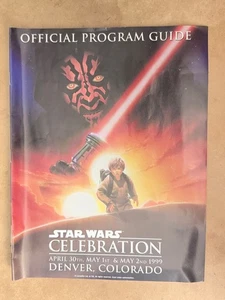 OFFICIAL PROGRAM GUIDE
STAR WARS
CELEBRATION
APRIL 30TH, MAY 1ST & MAY 2ND 1999
DENVER, COLORADO